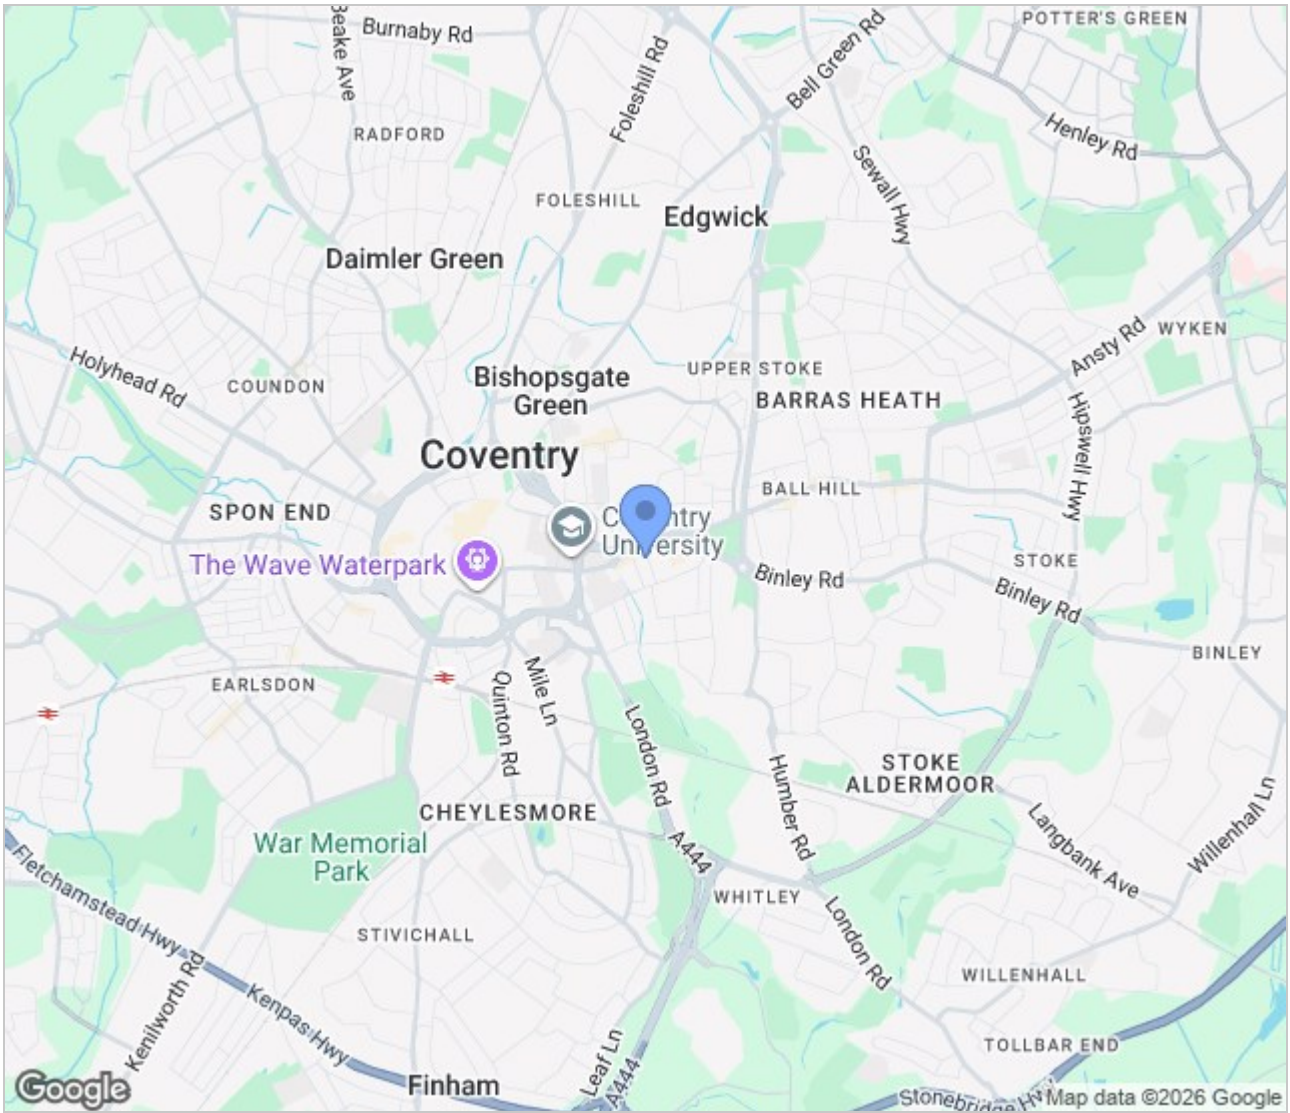 POTTER'S GREEN
Burnaby Rd
Beake Ave
Foleshill Rd
Bell Green Rd
RADFORD
Henley Rd
Sewall Hwy
FOLESHILL
Edgwick
Daimler Green
WYKEN
Ansty Rd
Holyhead Rd
COUNDON
Bishopsgate
Green
UPPER STOKE
BARRAS HEATH
Hipswell Hwy
Coventry
BALL HILL
SPON END
University
The Wave Waterpark
STOKE
Binley Rd
Binley Rd
BINLEY
EARLSDON
Quinton Rd
Mile Ln
London Rd
STOKE
ALDERMOOR
Humber Rd
CHEYLESMORE
Langbank Ave
Willenhall Ln
War Memorial
Park
A444
Fletchamstead Hwy
WHITLEY
London Rd
STIVICHALL
WILLENHALL
Kenilworth Rd
Kenpas Hwy
TOLLBAR END
Leaf Ln
A444
Finham
Google
Map data ©2026 Google